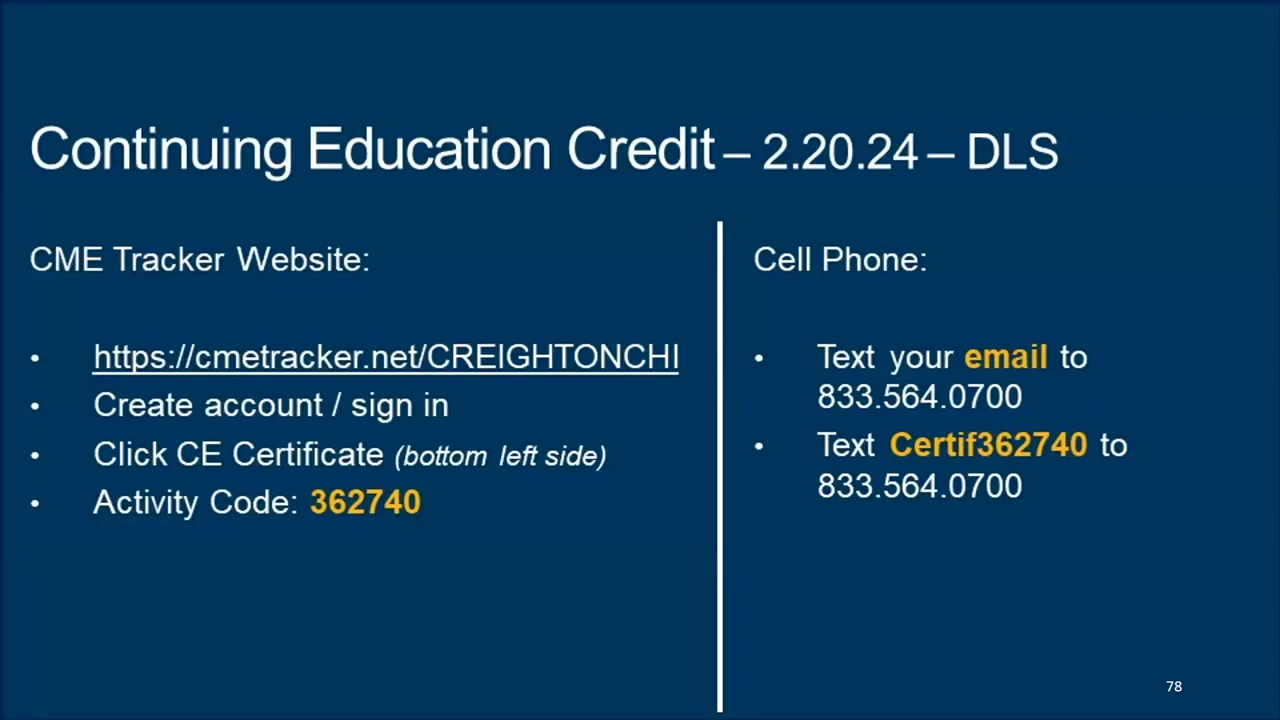 Continuing Education Credit – 2.20.24 – DLS
CME Tracker Website:
• https://cmetracker.net/CREIGHTONCHI
• Create account / sign in
• Click CE Certificate (bottom left side)
• Activity Code: 362740
Cell Phone:
• Text your email to
833.564.0700
• Text Certif362740 to
833.564.0700
78